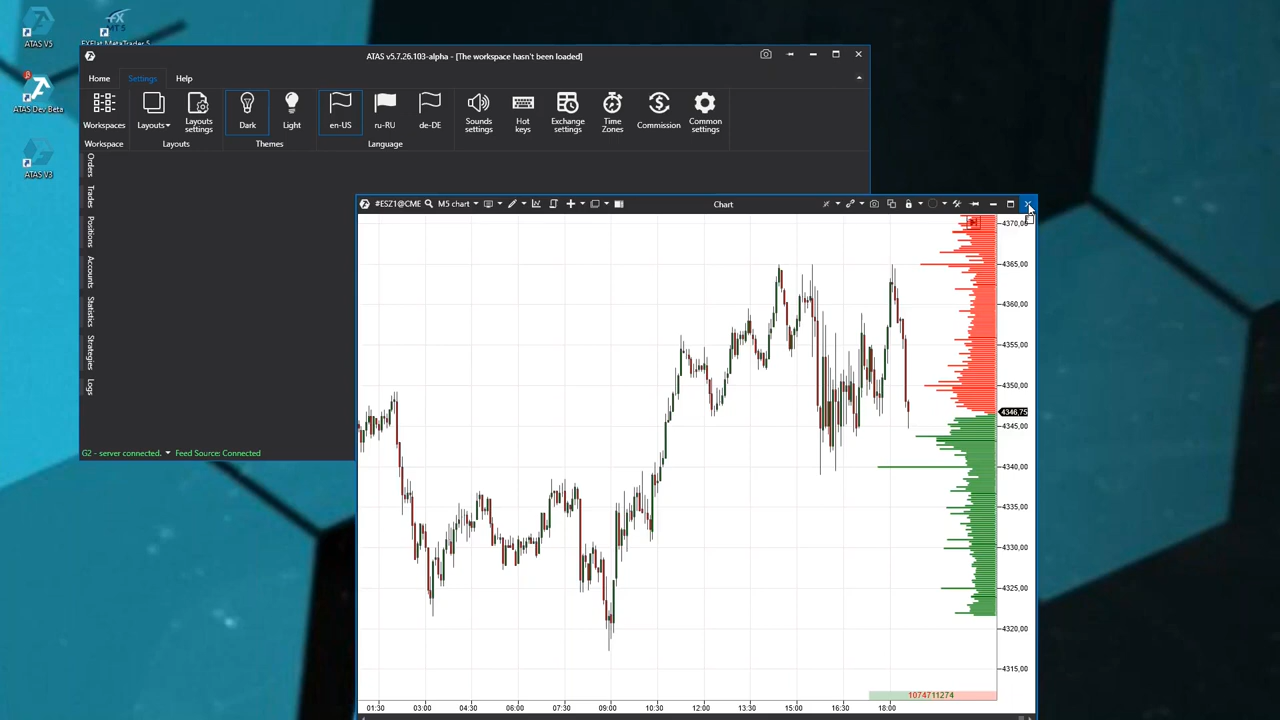 ATAS V5
FXFlat MetaTrader 5
ATAS Dev Beta
ATAS V3
ATAS v5.7.26.103-alpha - [The workspace hasn't been loaded]
Home
Settings
Help
Workspaces
Layouts
Layouts settings
Dark
Light
en-US
ru-RU
de-DE
Sounds settings
Hot keys
Exchange settings
Time Zones
Commission
Common settings
Workspace
Layouts
Themes
Language
Orders
Trades
Positions
Accounts
Statistics
Strategies
Logs
G2 - server connected.
Feed Source: Connected
#ESZ1@CME
M5 chart
Chart
4370,00
4365,00
4360,00
4355,00
4350,00
4346,75
4345,00
4340,00
4335,00
4330,00
4325,00
4320,00
4315,00
1074711274
01:30 03:00 04:30 06:00 07:30 09:00 10:30 12:00 13:30 15:00 16:30 18:00